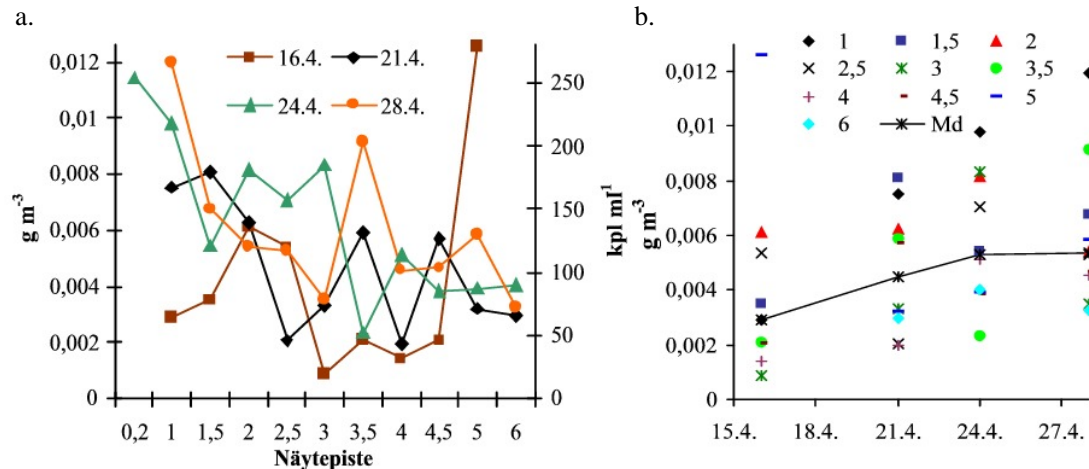 a.
0,012
0,01
0,008
0,006
0,004
0,002
0
g m-3
16.4. 21.4.
24.4. 28.4.
250
200
150
100
50
0
kpl ml1
0,2 1 1,5 2 2,5 3 3,5 4 4,5 5 6
Näytepiste
b.
1 1,5 2
2,5 3 3,5
4 4,5 5
6 Md
0,012
0,01
0,008
0,006
0,004
0,002
0
g m-3
15.4. 18.4. 21.4. 24.4. 27.4.